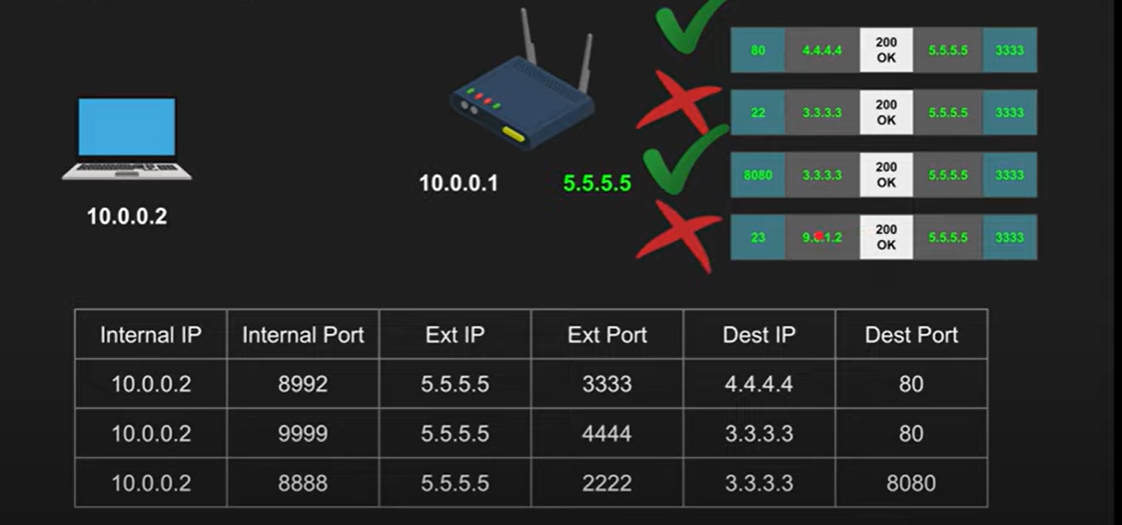 80 4.4.4.4 200 OK 5.5.5.5 3333
22 3.3.3.3 200 OK 5.5.5.5 3333
8080 3.3.3.3 200 OK 5.5.5.5 3333
23 200 OK 5.5.5.5 3333
10.0.0.1 5.5.5.5
10.0.0.2
Internal IP Internal Port Ext IP Ext Port Dest IP Dest Port
10.0.0.2 8992 5.5.5.5 3333 4.4.4.4 80
10.0.0.2 9999 5.5.5.5 4444 3.3.3.3 80
10.0.0.2 8888 5.5.5.5 2222 3.3.3.3 8080